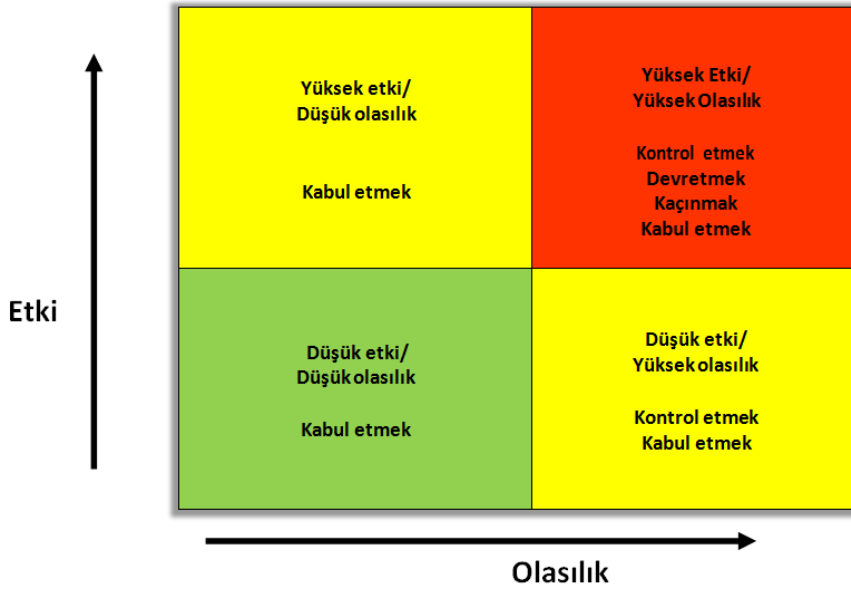 Yüksek etki/
Düşük olasılık
Kabul etmek
Yüksek Etki/
Yüksek Olasılık
Kontrol etmek
Devretmek
Kaçınmak
Kabul etmek
Etki
Düşük etki/
Düşük olasılık
Kabul etmek
Düşük etki/
Yüksek olasılık
Kontrol etmek
Kabul etmek
Olasılık